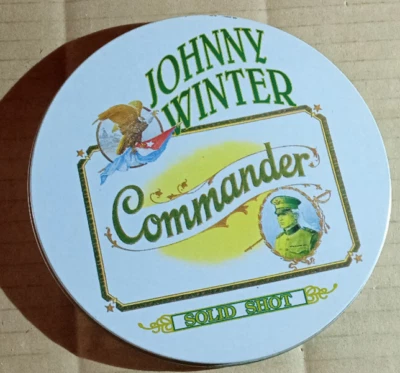 JOHNNY
WINTER
Commander
SOLID SHOT